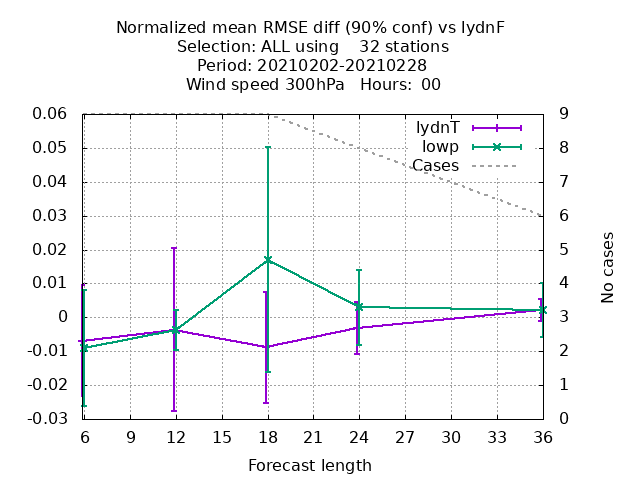 Normalized mean RMSE diff (90% conf) vs IydnF
Selection: ALL using    32 stations
Period: 20210202-20210228
Wind speed 300hPa   Hours:  00
0.06
0.05
0.04
0.03
0.02
0.01
0
-0.01
-0.02
-0.03
9
8
7
6
5
4
3
2
1
0
IydnT
Iowp
Cases
No cases
6 9 12 15 18 21 24 27 30 33 36
Forecast length